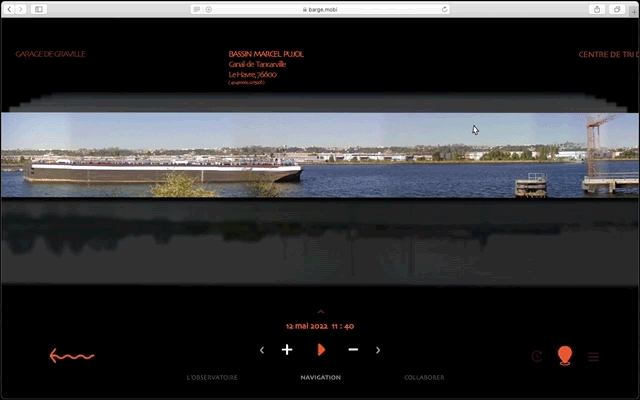 barge.mobi
GARAGE DE GRAVILLE
BASSIN MARCEL PUJOL
Canal de Tancarville
Le Havre, 76600
CENTRE DE TRI D
12 mai 2022 11 : 40
L'OBSERVATOIRE
NAVIGATION
COLLABORER